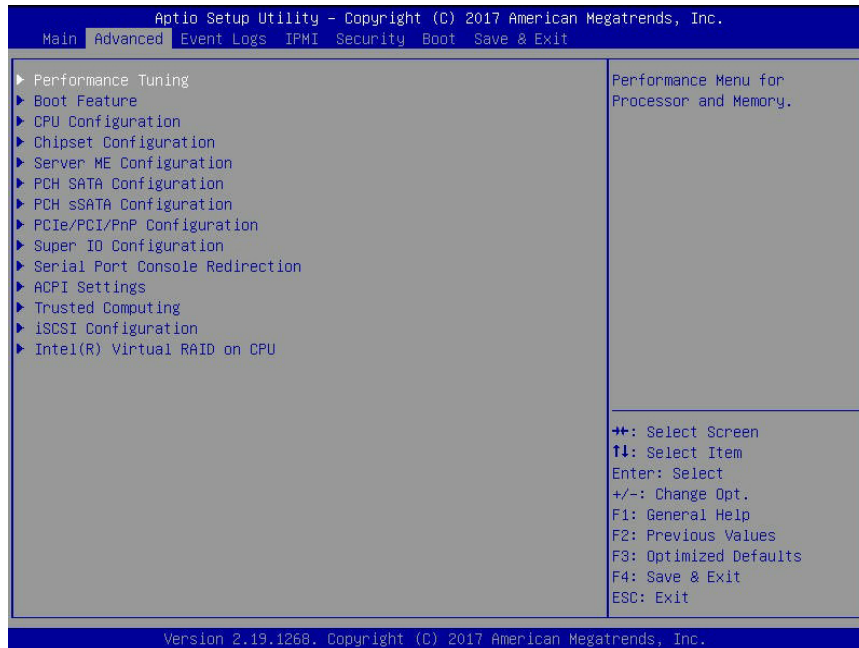 Aptio Setup Utility – Copyright (C) 2017 American Megatrends, Inc.
Main Advanced Event Logs IPMI Security Boot Save & Exit
Performance Tuning
Boot Feature
CPU Configuration
Chipset Configuration
Server ME Configuration
PCH SATA Configuration
PCH sSATA Configuration
PCIe/PCI/PnP Configuration
Super IO Configuration
Serial Port Console Redirection
ACPI Settings
Trusted Computing
iSCSI Configuration
Intel(R) Virtual RAID on CPU
Performance Menu for
Processor and Memory.
→←: Select Screen
↑↓: Select Item
Enter: Select
+/-: Change Opt.
F1: General Help
F2: Previous Values
F3: Optimized Defaults
F4: Save & Exit
ESC: Exit
Version 2.19.1268. Copyright (C) 2017 American Megatrends, Inc.